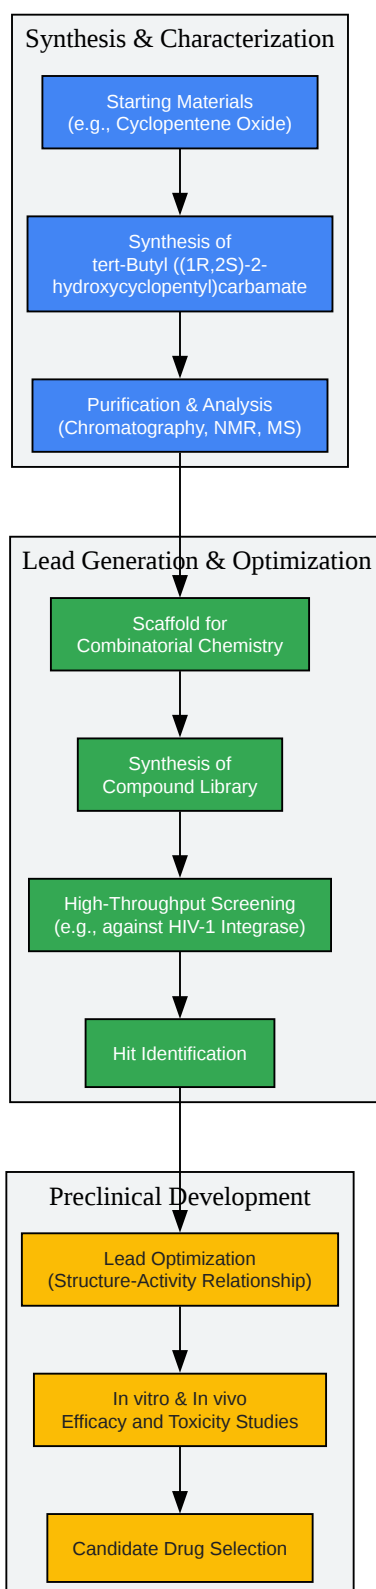 Synthesis & Characterization
Starting Materials
(e.g., Cyclopentene Oxide)
Synthesis of
tert-Butyl ((1R,2S)-2-
hydroxycyclopentyl)carbamate
Purification & Analysis
(Chromatography, NMR, MS)
Lead Generation & Optimization
Scaffold for
Combinatorial Chemistry
Synthesis of
Compound Library
High-Throughput Screening
(e.g., against HIV-1 Integrase)
Hit Identification
Preclinical Development
Lead Optimization
(Structure-Activity Relationship)
In vitro & In vivo
Efficacy and Toxicity Studies
Candidate Drug Selection